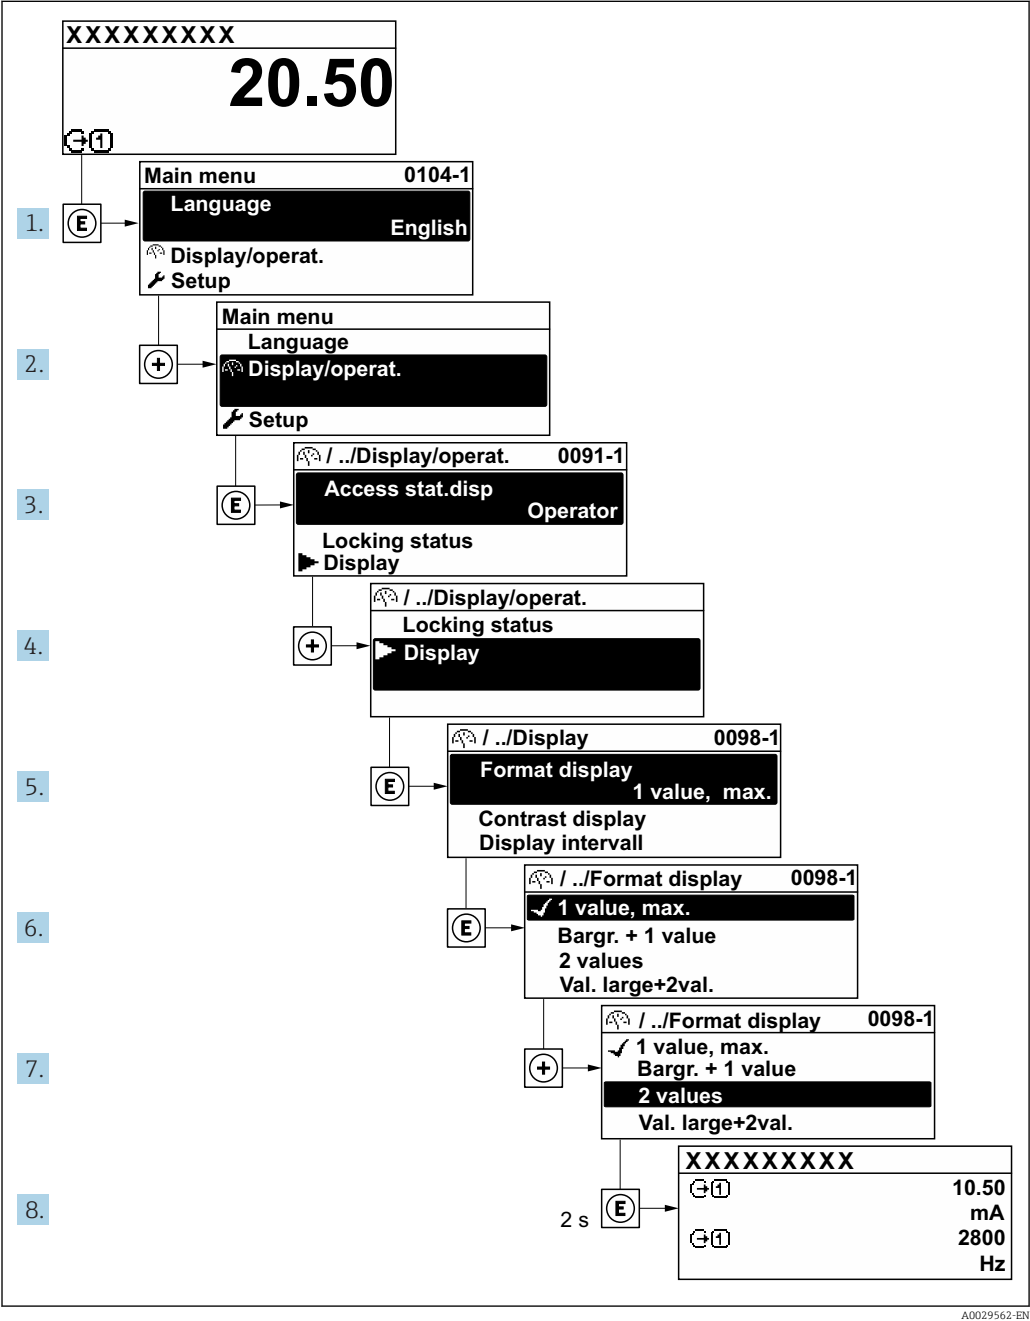 XXXXXXXXX
20.50
1
Main menu 0104-1
Language
1. E English
Display/operat.
Setup
Main menu
Language
2. + Display/operat.
Setup
/ ../Display/operat. 0091-1
Access stat.disp
3. E Operator
Locking status
Display
/ ../Display/operat.
Locking status
4. + Display
/ ../Display 0098-1
Format display
5. E 1 value, max.
Contrast display
Display intervall
/ ../Format display 0098-1
1 value, max.
6. E Bargr. + 1 value
2 values
Val. large+2val.
/ ../Format display 0098-1
1 value, max.
7. + Bargr. + 1 value
2 values
Val. large+2val.
XXXXXXXXX
1 10.50
8. 2 s E mA
1 2800
Hz
A0029562-EN